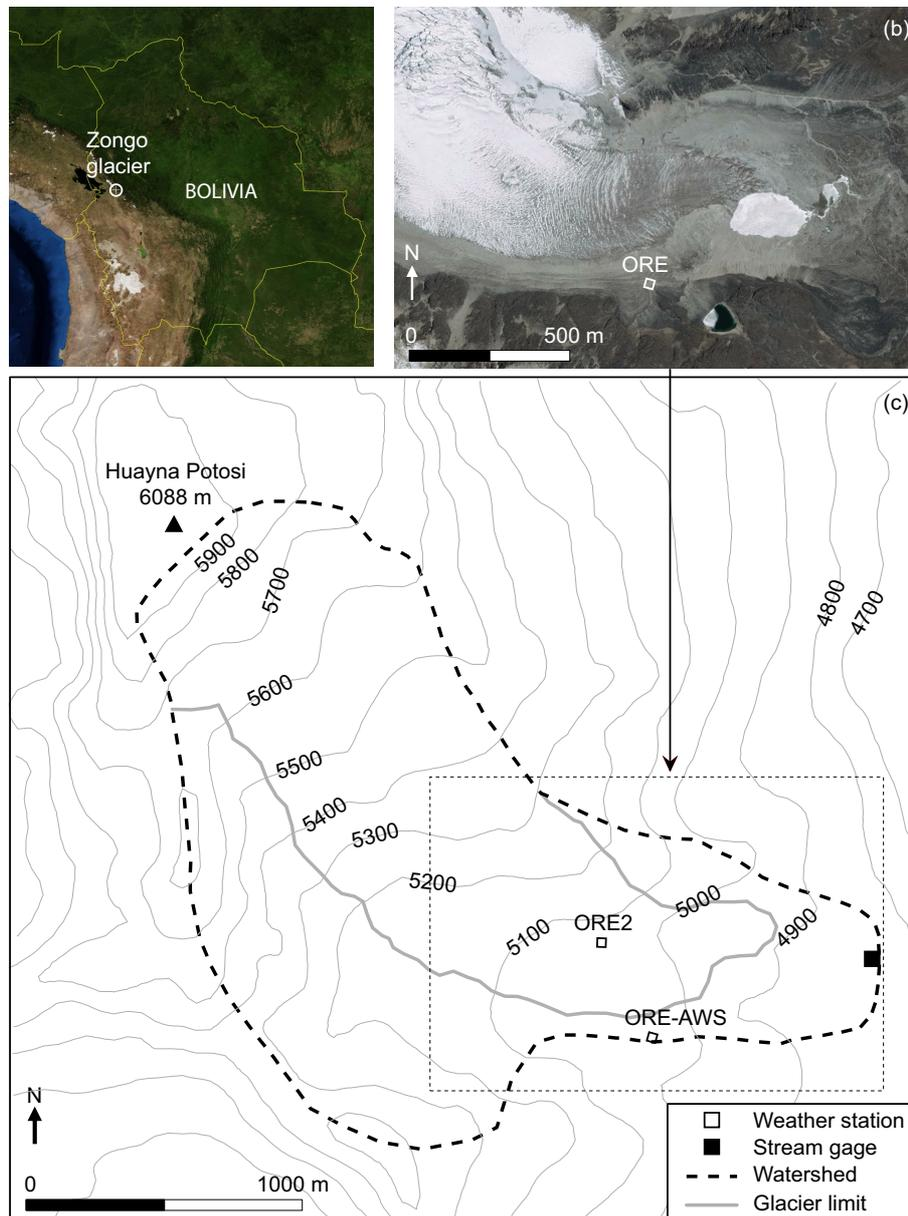 Zongo
glacier
BOLIVIA
(b)
N
ORE
0 500 m
(c)
Huayna Potosi
6088 m
5900
5800
5700
5600
5500
5400
5300
5200
5100
5000
4900
4800
4700
ORE2
ORE-AWS
N
0 1000 m
Weather station
Stream gage
Watershed
Glacier limit